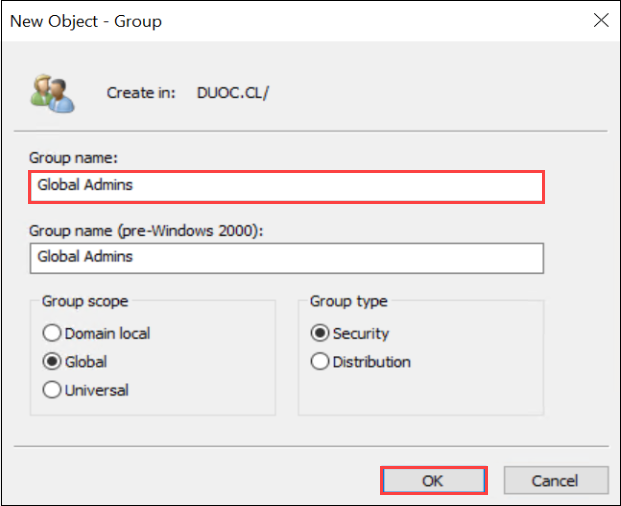 New Object - Group
Create in: DUOC.CL/
Group name:
Global Admins
Group name (pre-Windows 2000):
Global Admins
Group scope
Domain local
Global
Universal
Group type
Security
Distribution
OK
Cancel